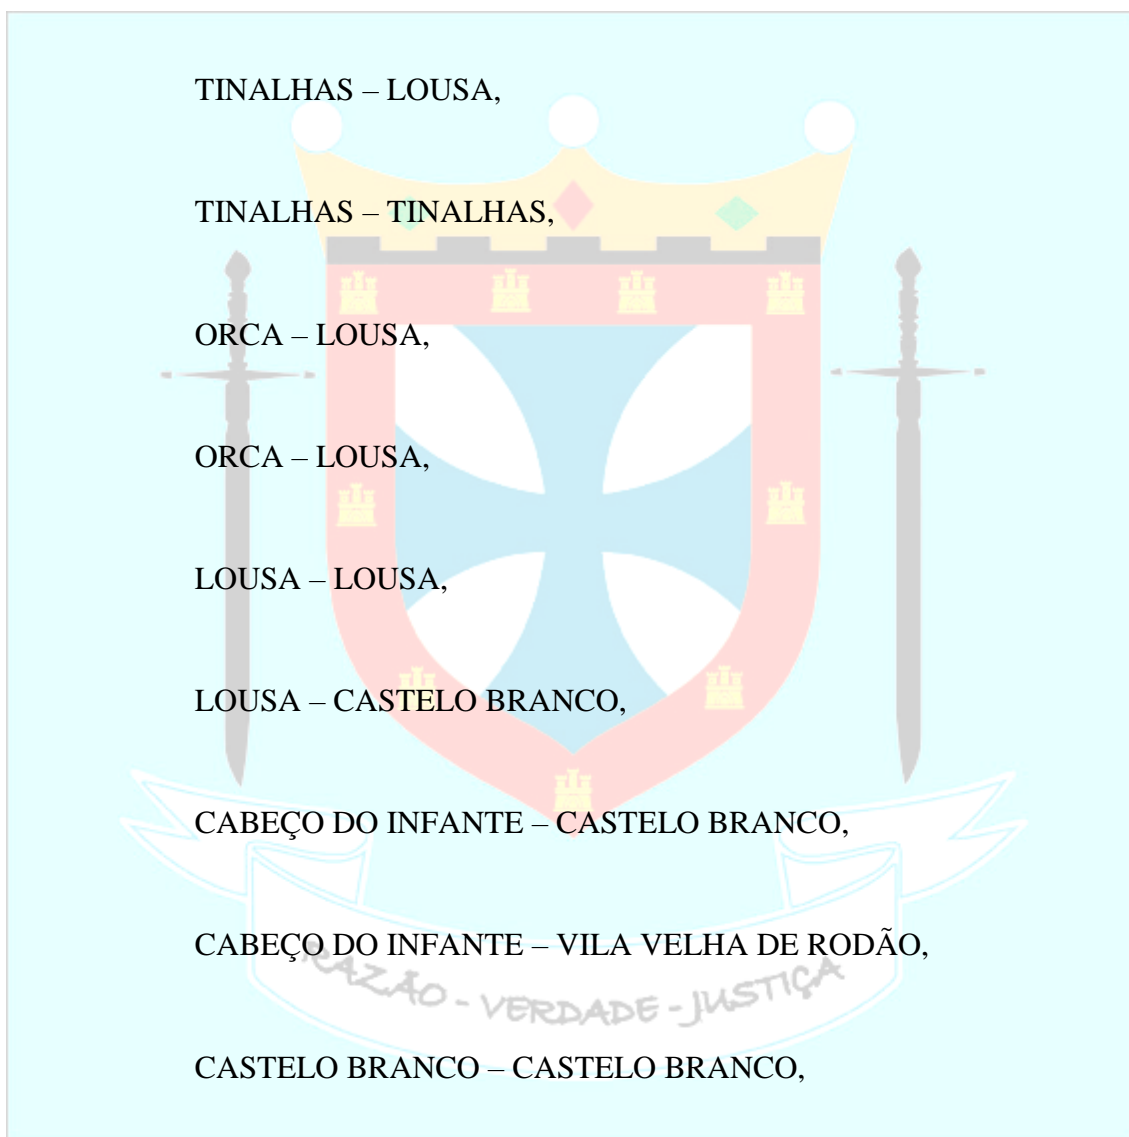 TINALHAS – LOUSA,
TINALHAS – TINALHAS,
ORCA – LOUSA,
ORCA – LOUSA,
LOUSA – LOUSA,
LOUSA – CASTELO BRANCO,
CABEÇO DO INFANTE – CASTELO BRANCO,
CABEÇO DO INFANTE – VILA VELHA DE RODÃO,
RAZÃO - VERDADE - JUSTIÇA
CASTELO BRANCO – CASTELO BRANCO,